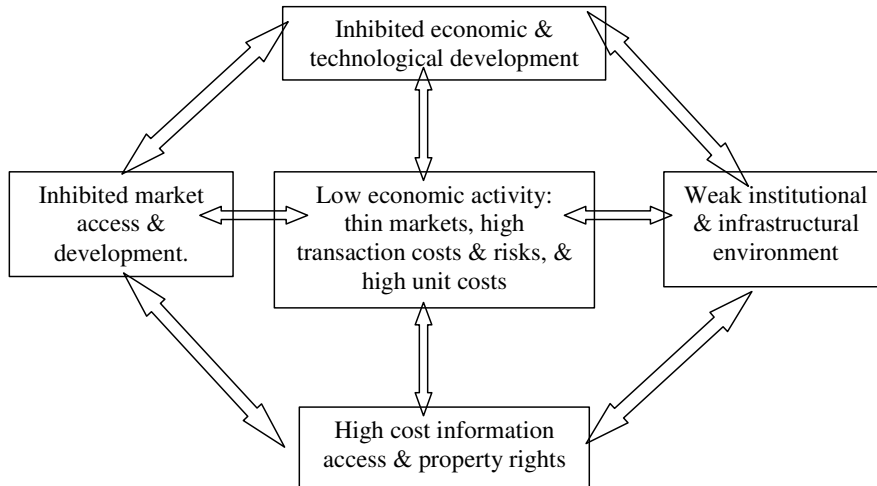 Inhibited economic &
technological development
Inhibited market
access &
development.
Low economic activity:
thin markets, high
transaction costs & risks, &
high unit costs
Weak institutional
& infrastructural
environment
High cost information
access & property rights